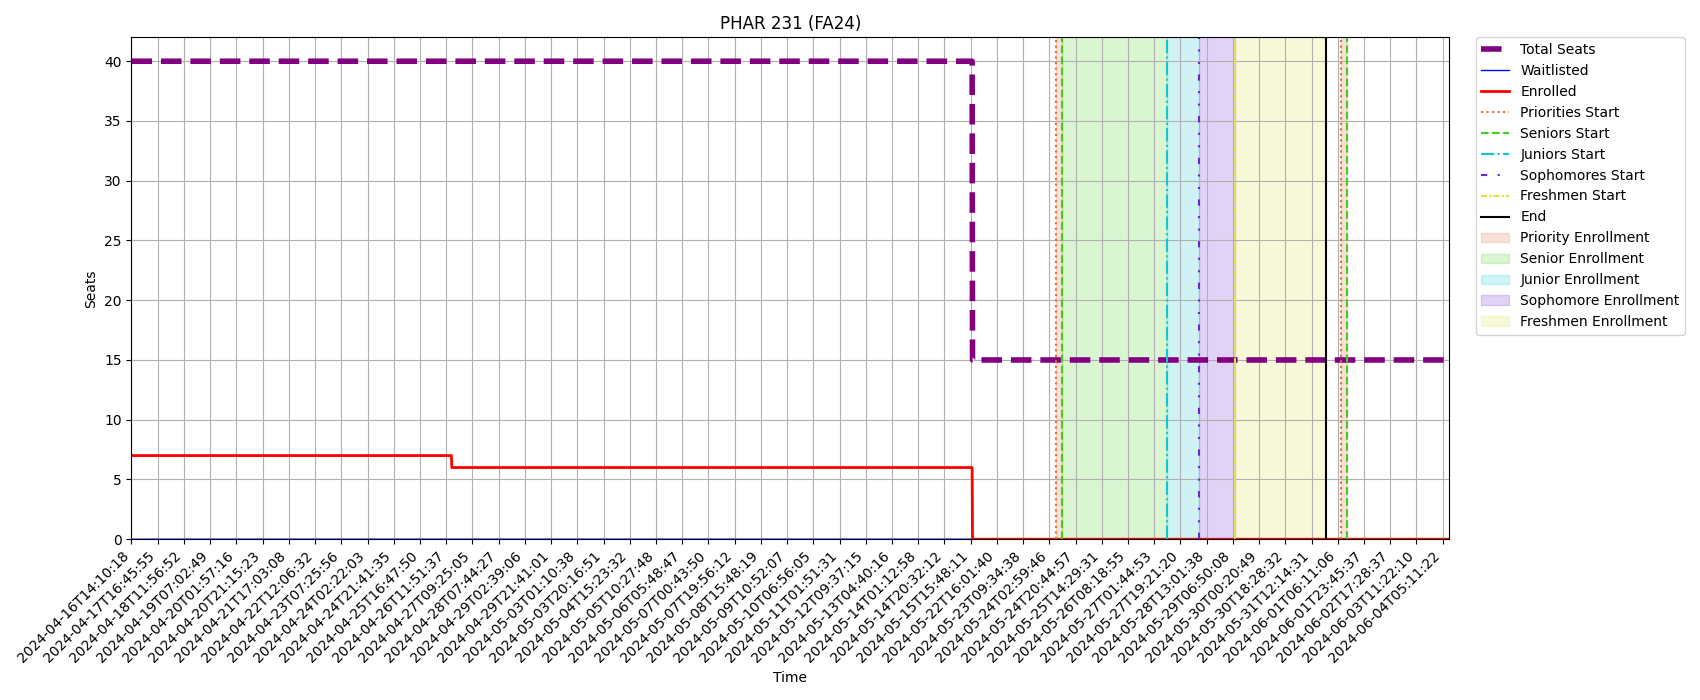 PHAR 231 (FA24)
Seats
40
35
30
25
20
15
10
5
0
2024-04-16T14:10:18
2024-04-17T16:45:55
2024-04-18T11:56:52
2024-04-19T07:02:49
2024-04-20T01:57:16
2024-04-20T21:15:23
2024-04-21T17:03:08
2024-04-22T12:06:32
2024-04-23T07:25:56
2024-04-24T02:22:03
2024-04-24T21:41:35
2024-04-25T16:47:50
2024-04-26T11:51:37
2024-04-27T09:25:05
2024-04-28T07:44:27
2024-04-29T02:39:06
2024-04-29T21:41:01
2024-05-03T01:10:38
2024-05-03T20:16:51
2024-05-04T15:23:32
2024-05-05T10:27:48
2024-05-06T05:48:47
2024-05-07T00:43:50
2024-05-07T19:56:12
2024-05-08T15:48:19
2024-05-09T10:52:07
2024-05-10T06:56:05
2024-05-11T01:51:31
2024-05-12T09:37:15
2024-05-13T04:40:16
2024-05-14T01:12:58
2024-05-14T20:32:12
2024-05-15T15:48:11
2024-05-22T16:01:40
2024-05-23T09:34:38
2024-05-24T02:59:46
2024-05-24T20:44:57
2024-05-25T14:29:31
2024-05-26T08:18:55
2024-05-27T01:44:53
2024-05-27T19:21:20
2024-05-28T13:01:38
2024-05-29T06:50:08
2024-05-30T00:20:49
2024-05-30T18:28:32
2024-05-31T12:14:31
2024-06-01T06:11:06
2024-06-01T23:45:37
2024-06-02T17:28:37
2024-06-03T11:22:10
2024-06-04T05:11:22
Time
Total Seats
Waitlisted
Enrolled
Priorities Start
Seniors Start
Juniors Start
Sophomores Start
Freshmen Start
End
Priority Enrollment
Senior Enrollment
Junior Enrollment
Sophomore Enrollment
Freshmen Enrollment